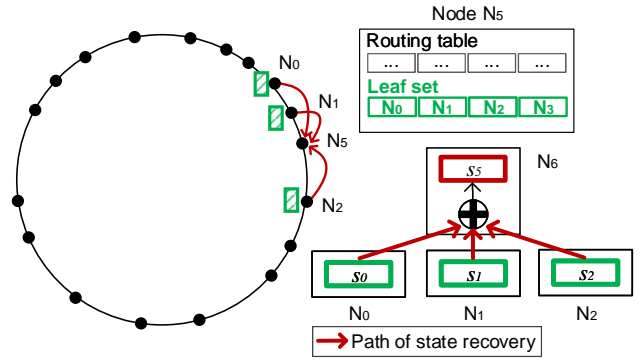 Node N5
Routing table
... ... ... ...
Leaf set
N0 N1 N2 N3
N0
N1
N5
N2
N6
s5
s0 s1 s2
N0 N1 N2
Path of state recovery